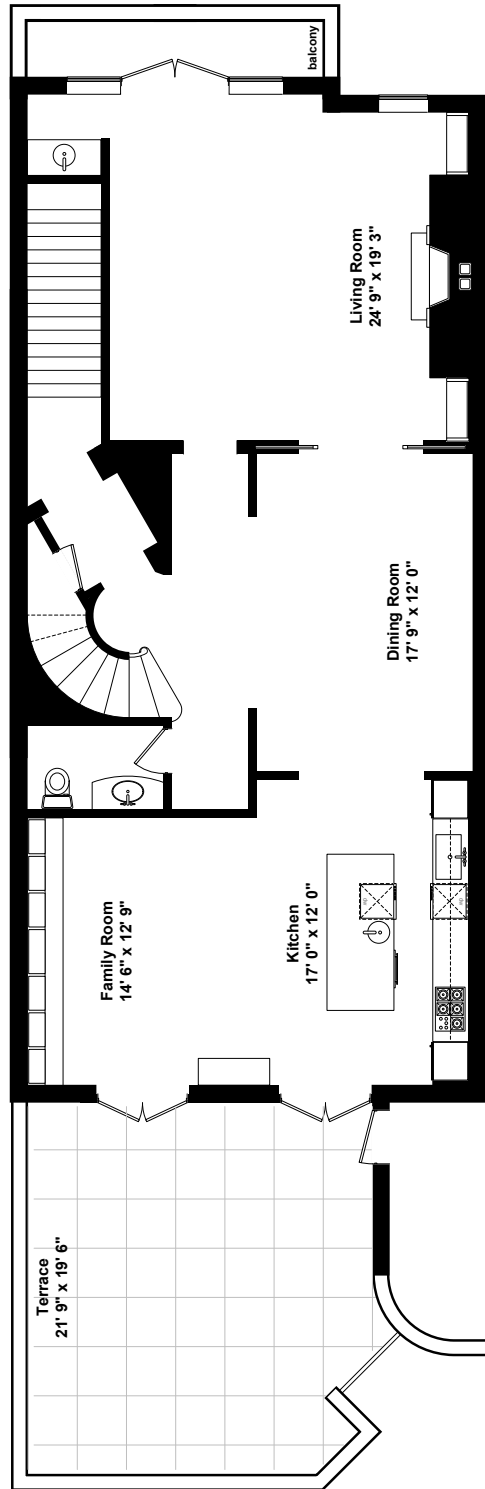 balcony
Living Room
24' 9" x 19' 3"
Dining Room
17' 9" x 12' 0"
Family Room
14' 6" x 12' 9"
Kitchen
17' 0" x 12' 0"
Terrace
21' 9" x 19' 6"